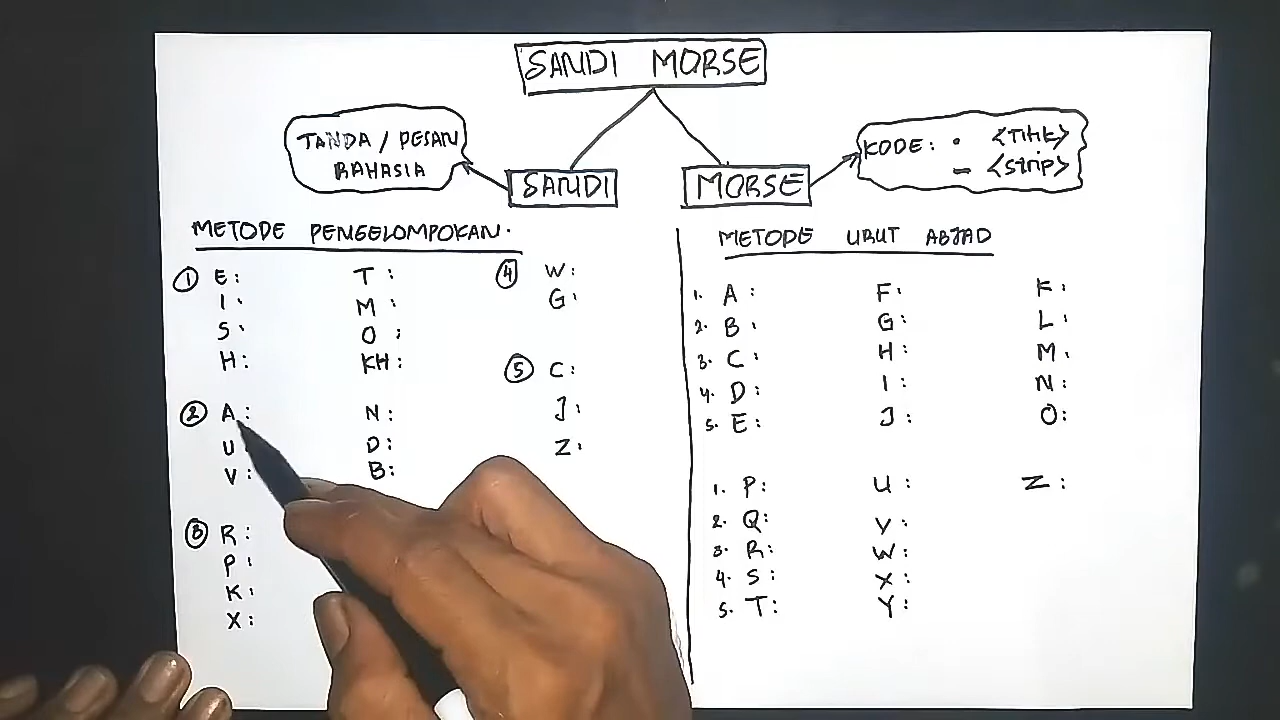 SANDI MORSE
TANDA / PESAN
RAHASIA
SANDI
MORSE
KODE: • <Titik>
– <Strip>
METODE PENGELOMPOKAN.
① E: T:
I: M:
S: O:
H: KH:
② A: N:
U D:
V: B:
③ R:
P:
K:
X:
④ W:
G:
⑤ C:
J:
Z:
METODE URUT ABJAD
1. A: F: K:
2. B: G: L:
3. C: H: M:
4. D: I: N:
5. E: J: O:
1. P: U: Z:
2. Q: V:
3. R: W:
4. S: X:
5. T: Y: